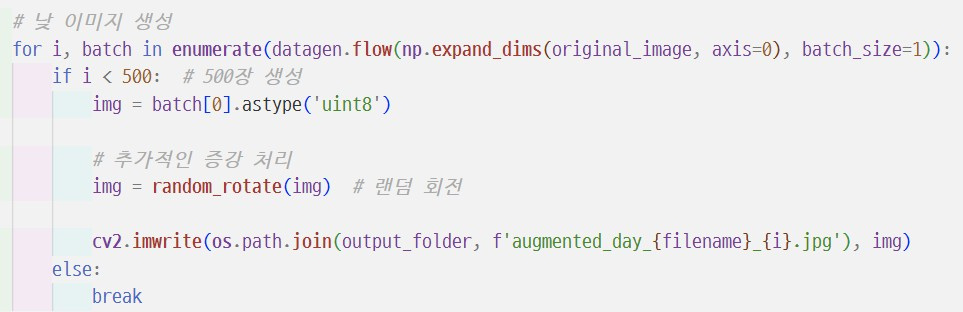 # 낮 이미지 생성
for i, batch in enumerate(datagen.flow(np.expand_dims(original_image, axis=0), batch_size=1)):
    if i < 500:  # 500장 생성
        img = batch[0].astype('uint8')

        # 추가적인 증강 처리
        img = random_rotate(img)  # 랜덤 회전

        cv2.imwrite(os.path.join(output_folder, f'augmented_day_{filename}_{i}.jpg'), img)
    else:
        break